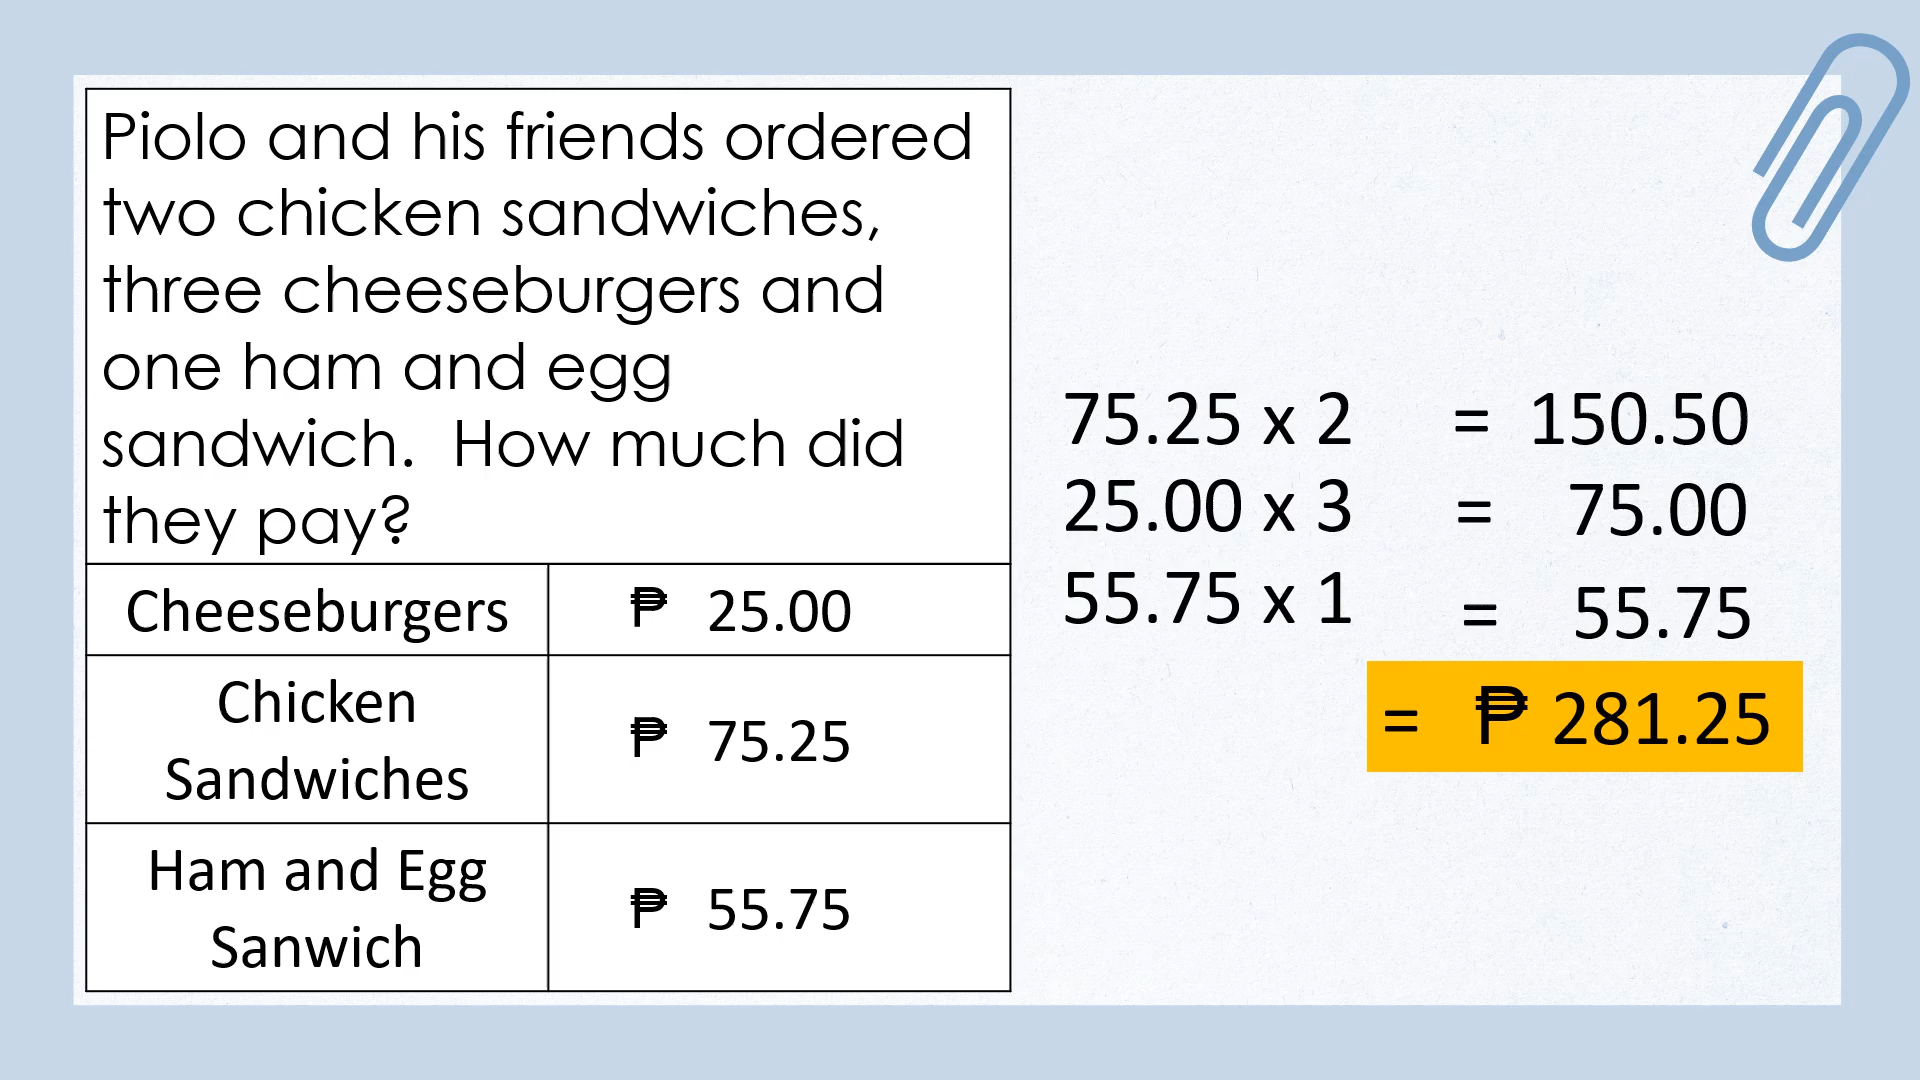 Piolo and his friends ordered
two chicken sandwiches,
three cheeseburgers and
one ham and egg
sandwich. How much did
they pay?
Cheeseburgers ₱ 25.00
Chicken
Sandwiches
₱ 75.25
Ham and Egg
Sanwich
₱ 55.75
75.25 x 2 = 150.50
25.00 x 3 = 75.00
55.75 x 1 = 55.75
= ₱ 281.25